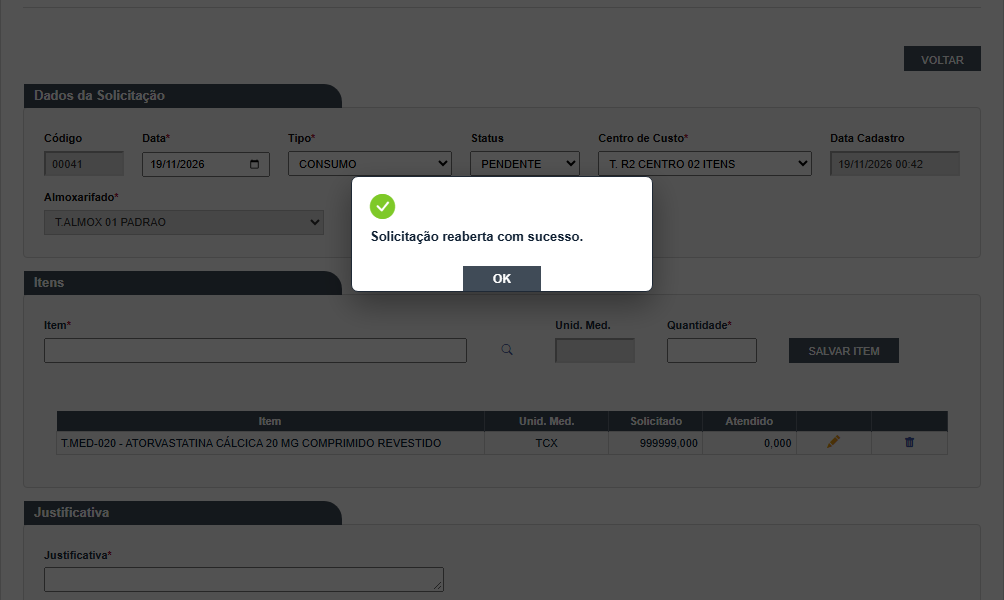 VOLTAR
Dados da Solicitação
Código Data* Tipo* Status Centro de Custo* Data Cadastro
00041 19/11/2026 CONSUMO PENDENTE T. R2 CENTRO 02 ITENS 19/11/2026 00:42
Almoxarifado*
T.ALMOX 01 PADRAO
Solicitação reaberta com sucesso.
OK
Itens
Item* Unid. Med. Quantidade*
SALVAR ITEM
Item Unid. Med. Solicitado Atendido
T.MED-020 - ATORVASTATINA CÁLCICA 20 MG COMPRIMIDO REVESTIDO TCX 999999,000 0,000
Justificativa
Justificativa*